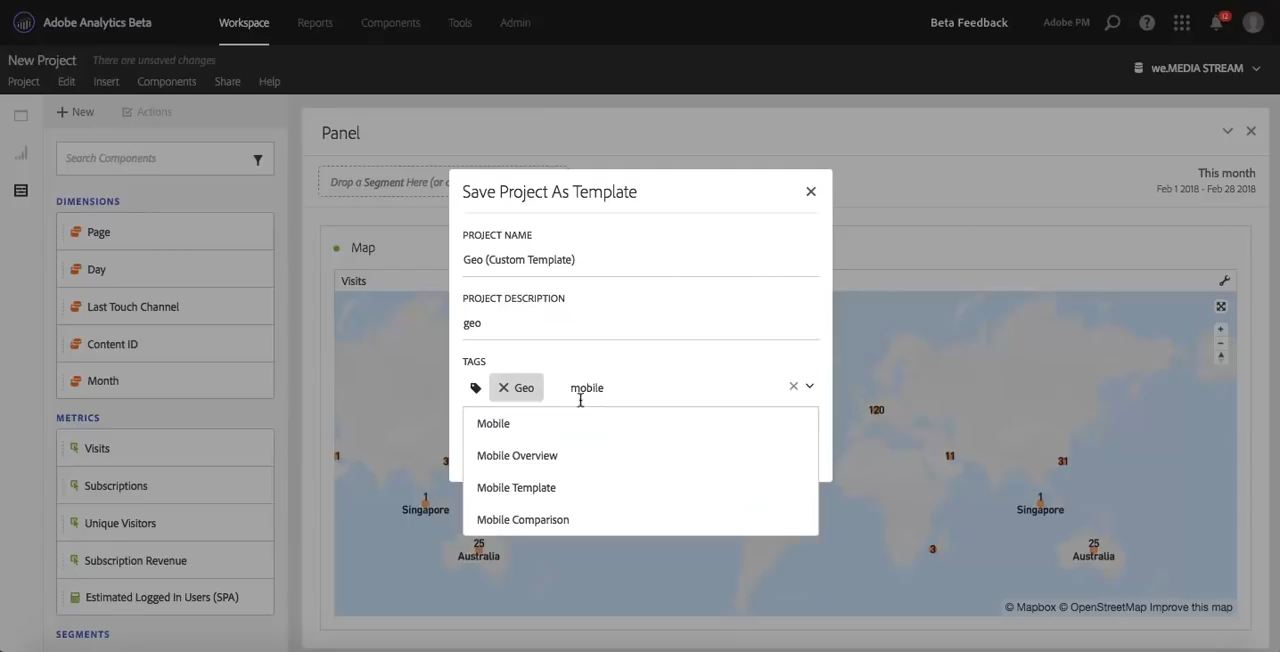 Adobe Analytics Beta
Workspace
Reports
Components
Tools
Admin
Beta Feedback
Adobe PM
12
New Project
There are unsaved changes
Project
Edit
Insert
Components
Share
Help
we.MEDIA STREAM
New
Actions
Search Components
DIMENSIONS
Page
Day
Last Touch Channel
Content ID
Month
METRICS
Visits
Subscriptions
Unique Visitors
Subscription Revenue
Estimated Logged In Users (SPA)
SEGMENTS
Panel
Drop a Segment Here (or
This month
Feb 1 2018 - Feb 28 2018
Map
Visits
Save Project As Template
PROJECT NAME
Geo (Custom Template)
PROJECT DESCRIPTION
geo
TAGS
Geo
mobile
Mobile
Mobile Overview
Mobile Template
Mobile Comparison
120
1
3
11
31
1
Singapore
1
Singapore
25
Australia
3
25
Australia
© Mapbox © OpenStreetMap Improve this map